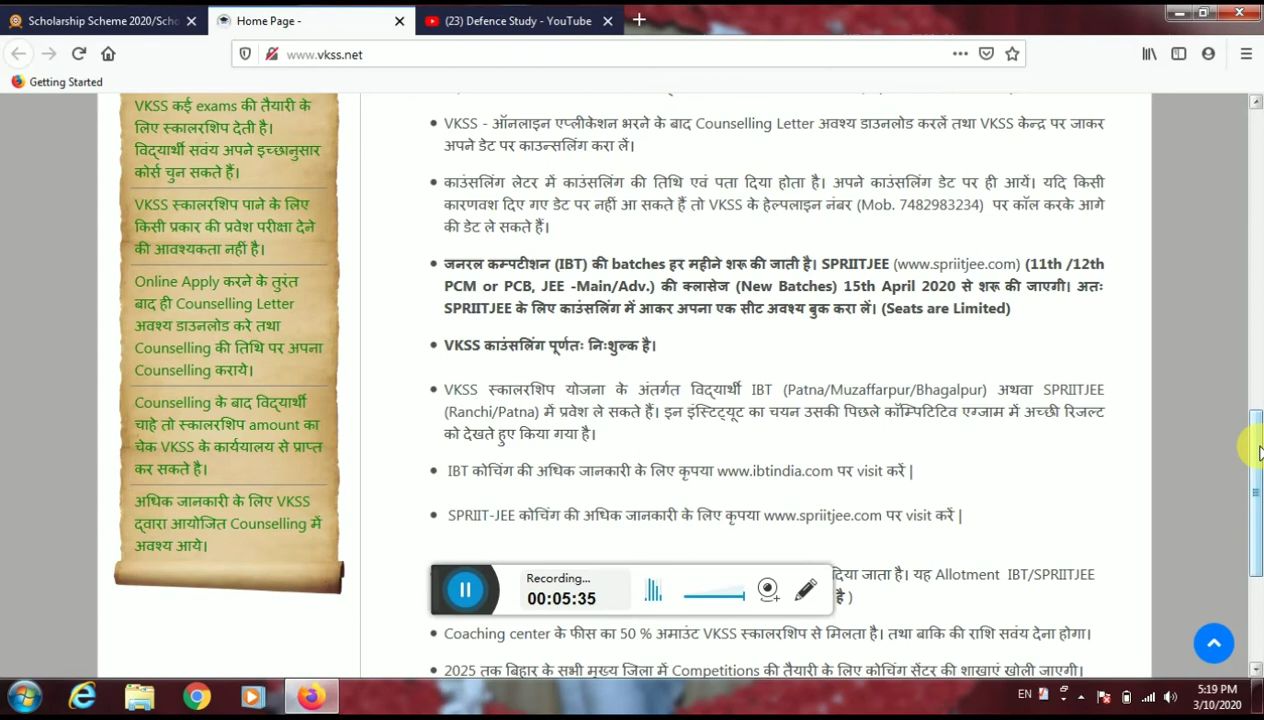 Scholarship Scheme 2020/Scho
Home Page -
(23) Defence Study - YouTube
www.vkss.net
Getting Started
VKSS कई exams की तैयारी के
लिए स्कालरशिप देती है।
विद्यार्थी सवंय अपने इच्छानुसार
कोर्स चुन सकते हैं।
VKSS स्कालरशिप पाने के लिए
किसी प्रकार की प्रवेश परीक्षा देने
की आवश्यकता नहीं है।
Online Apply करने के तुरंत
बाद ही Counselling Letter
अवश्य डाउनलोड करे तथा
Counselling की तिथि पर अपना
Counselling कराये।
Counselling के बाद विद्यार्थी
चाहे तो स्कालरशिप amount का
चेक VKSS के कार्ययालय से प्राप्त
कर सकते है।
अधिक जानकारी के लिए VKSS
द्वारा आयोजित Counselling में
अवश्य आये।
VKSS - ऑनलाइन एप्लीकेशन भरने के बाद Counselling Letter अवश्य डाउनलोड करलें तथा VKSS केन्द्र पर जाकर
अपने डेट पर काउन्सलिंग करा लें।
काउंसलिंग लेटर में काउंसलिंग की तिथि एवं पता दिया होता है। अपने काउंसलिंग डेट पर ही आयें। यदि किसी
कारणवश दिए गए डेट पर नहीं आ सकते हैं तो VKSS के हेल्पलाइन नंबर (Mob. 7482983234) पर कॉल करके आगे
की डेट ले सकते हैं।
जनरल कम्पटीशन (IBT) की batches हर महीने शरू की जाती है। SPRIITJEE (www.spriitjee.com) (11th /12th
PCM or PCB, JEE -Main/Adv.) की क्लासेज (New Batches) 15th April 2020 से शरू की जाएगी। अतः
SPRIITJEE के लिए काउंसलिंग में आकर अपना एक सीट अवश्य बुक करा लें। (Seats are Limited)
VKSS काउंसलिंग पूर्णतः निःशुल्क है।
VKSS स्कालरशिप योजना के अंतर्गत विद्यार्थी IBT (Patna/Muzaffarpur/Bhagalpur) अथवा SPRIITJEE
(Ranchi/Patna) में प्रवेश ले सकते हैं। इन इंस्टिट्यूट का चयन उसकी पिछले कॉम्पिटिटिव एग्जाम में अच्छी रिजल्ट
को देखते हुए किया गया है।
IBT कोचिंग की अधिक जानकारी के लिए कृपया www.ibtindia.com पर visit करें |
SPRIIT-JEE कोचिंग की अधिक जानकारी के लिए कृपया www.spriitjee.com पर visit करें |
दिया जाता है। यह Allotment IBT/SPRIITJEE
है )
Recording...
00:05:35
Coaching center के फीस का 50 % अमाउंट VKSS स्कालरशिप से मिलता है। तथा बाकि की राशि सवंय देना होगा।
2025 तक बिहार के सभी मुख्य जिला में Competitions की तैयारी के लिए कोचिंग सेंटर की शाखाएं खोली जाएगी।
EN
5:19 PM
3/10/2020